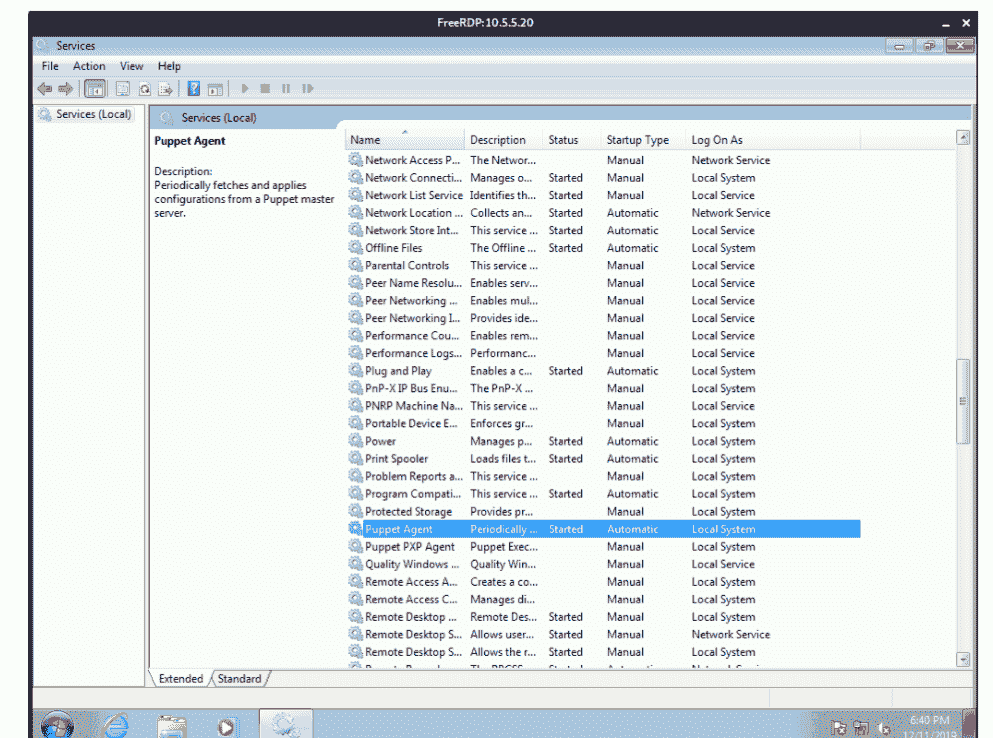 FreeRDP:10.5.5.20
Services
File Action View Help
Services (Local)
Services (Local)
Puppet Agent
Description:
Periodically fetches and applies
configurations from a Puppet master
server.
Name Description Status Startup Type Log On As
Network Access P... The Networ... Manual Network Service
Network Connecti... Manages o... Started Manual Local System
Network List Service Identifies th... Started Manual Local Service
Network Location ... Collects an... Started Automatic Network Service
Network Store Int... This service ... Started Automatic Local Service
Offline Files The Offline ... Started Automatic Local System
Parental Controls This service ... Manual Local Service
Peer Name Resolu... Enables serv... Manual Local Service
Peer Networking ... Enables mul... Manual Local Service
Peer Networking I... Provides ide... Manual Local Service
Performance Cou... Enables rem... Manual Local Service
Performance Logs... Performanc... Manual Local Service
Plug and Play Enables a c... Started Automatic Local System
PnP-X IP Bus Enu... The PnP-X ... Manual Local System
PNRP Machine Na... This service ... Manual Local Service
Portable Device E... Enforces gr... Manual Local System
Power Manages p... Started Automatic Local System
Print Spooler Loads files t... Started Automatic Local System
Problem Reports a... This service ... Manual Local System
Program Compati... This service ... Started Automatic Local System
Protected Storage Provides pr... Manual Local System
Puppet Agent Periodically ... Started Automatic Local System
Puppet PXP Agent Puppet Exec... Manual Local System
Quality Windows ... Quality Win... Manual Local Service
Remote Access A... Creates a co... Manual Local System
Remote Access C... Manages di... Manual Local System
Remote Desktop ... Remote Des... Started Manual Local System
Remote Desktop S... Allows user... Started Manual Network Service
Remote Desktop S... Allows the r... Started Manual Local System
Extended Standard
6:40 PM
17/11/2019